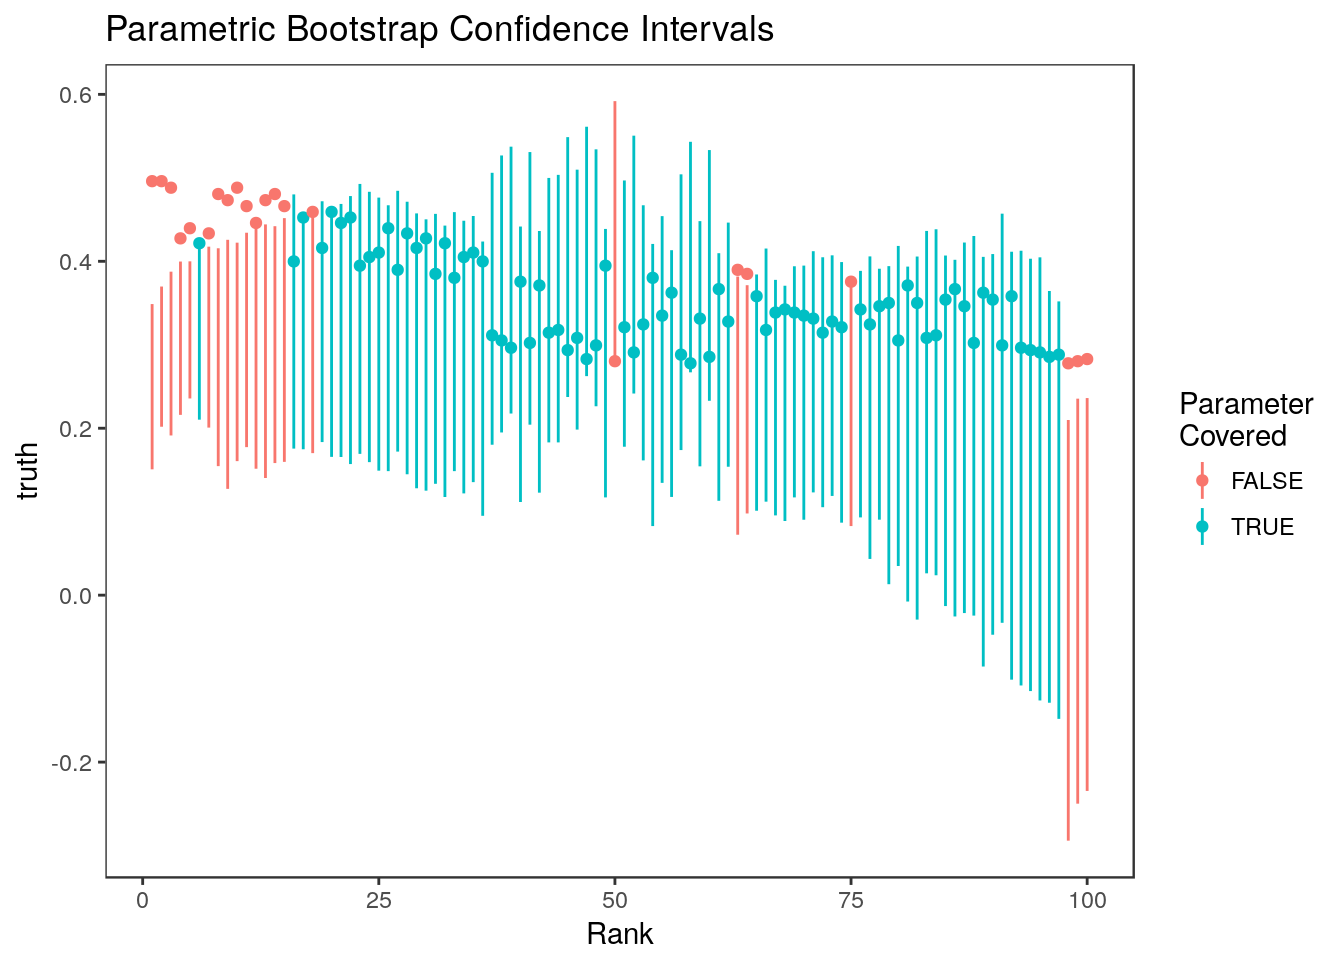 Parametric Bootstrap Confidence Intervals
0.6
0.4
0.2
0.0
-0.2
truth
0
25
50
75
100
Rank
Parameter
Covered
FALSE
TRUE